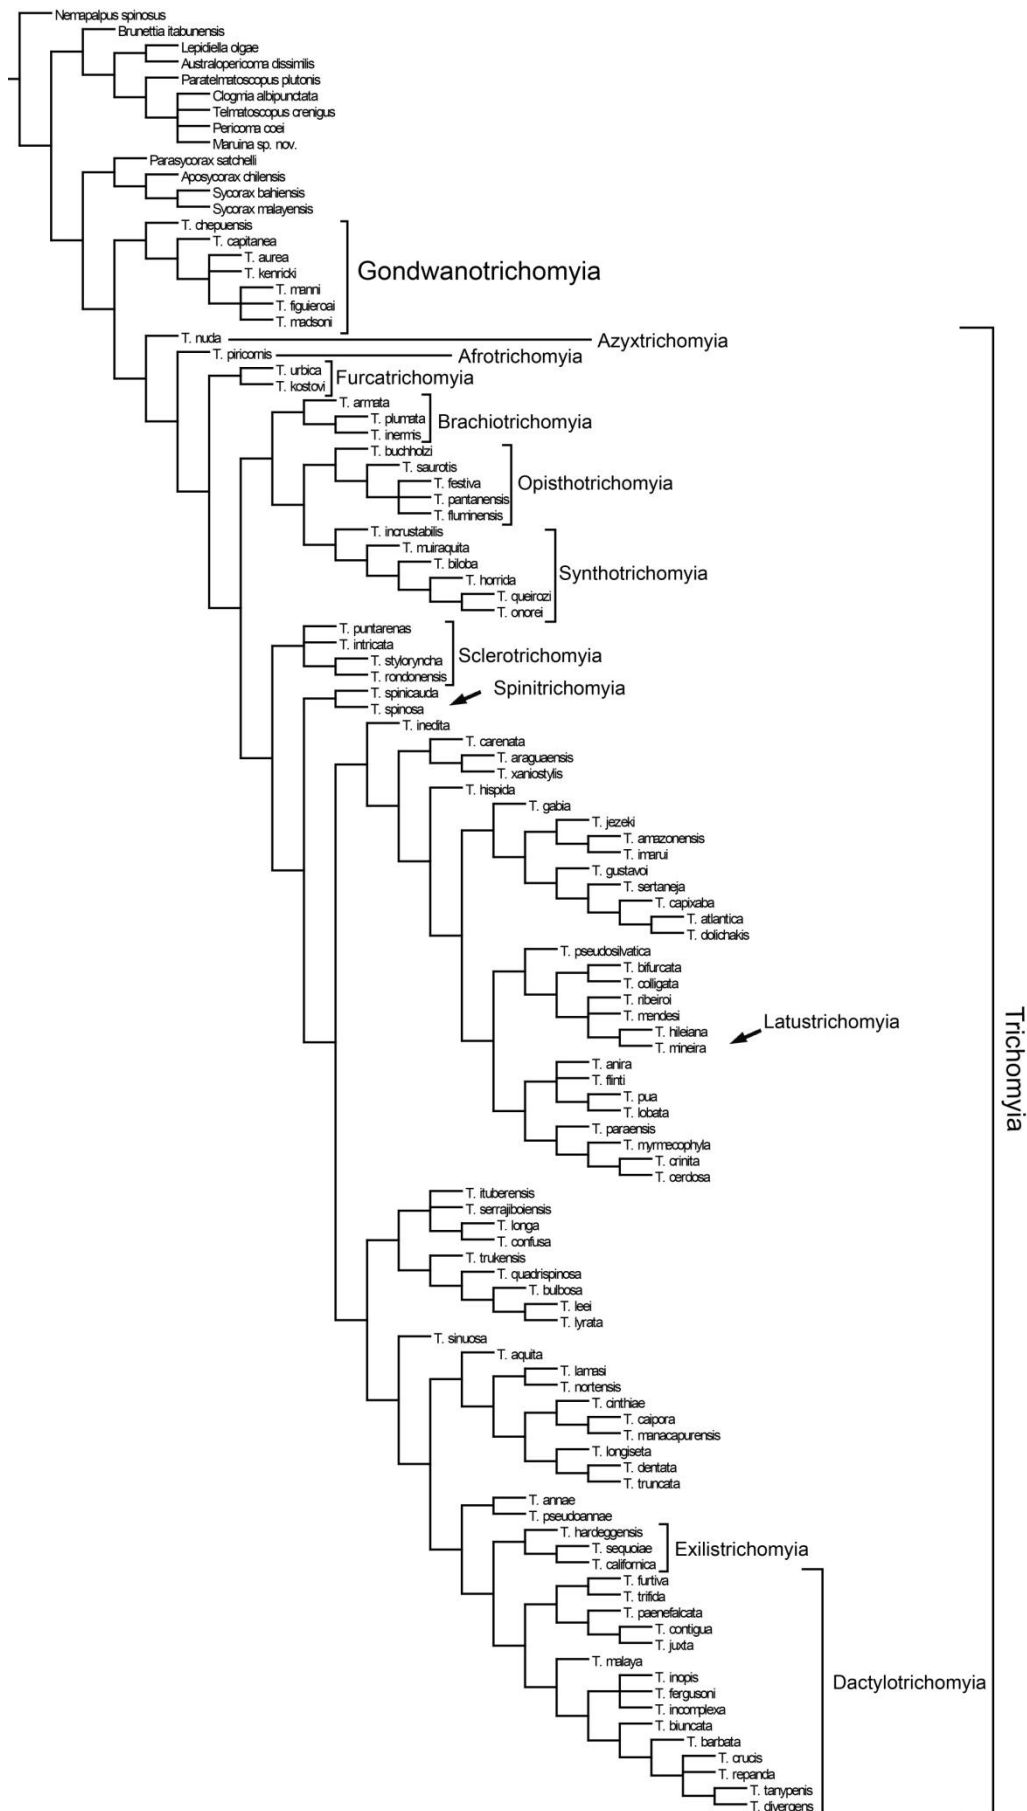 Nemapalpus spinosus
Brunettia itabunensis
Lepidiella olgae
Australopericoma dissimilis
Paratelmatoscopus plutonis
Clogmia albipunctata
Telmatoscopus crenigus
Pericoma coei
Maruina sp. nov.
Parasycorax satchelli
Aposycorax chilensis
Sycorax bahiensis
Sycorax malayensis
T. chepuensis
T. capitanea
T. aurea
T. kenricki
Gondwanotrichomyia
T. manni
T. figuieroai
T. madsoni
T. nuda
Azyxtrichomyia
T. piricornis
Afrotrichomyia
T. urbica
Furcatrichomyia
T. kostovi
T. armata
T. plumata
Brachiotrichomyia
T. inermis
T. buchholzi
T. saurotis
T. festiva
Opisthotrichomyia
T. pantanensis
T. fluminensis
T. incrustabilis
T. muiraquita
T. biloba
Synthotrichomyia
T. horrida
T. queirozi
T. onorei
T. puntarenas
T. intricata
Sclerotrichomyia
T. styloryncha
T. rondonensis
T. spinicauda
Spinitrichomyia
T. spinosa
T. inedita
T. carenata
T. araguaensis
T. xaniostylis
T. hispida
T. gabia
T. jezeki
T. amazonensis
T. imarui
T. gustavoi
T. sertaneja
T. capixaba
T. atlantica
T. dolichakis
T. pseudosilvatica
T. bifurcata
T. colligata
T. ribeiroi
T. mendesi
Latustrichomyia
T. hileiana
T. mineira
Trichomyia
T. anira
T. flinti
T. pua
T. lobata
T. paraensis
T. myrmecophyla
T. crinita
T. cerdosa
T. ituberensis
T. serrajiboiensis
T. longa
T. confusa
T. trukensis
T. quadrispinosa
T. bulbosa
T. leei
T. lyrata
T. sinuosa
T. aquita
T. lamasi
T. nortensis
T. cinthiae
T. caipora
T. manacapurensis
T. longiseta
T. dentata
T. truncata
T. annae
T. pseudoannae
T. hardeggensis
T. sequoiae
Exilistrichomyia
T. californica
T. furtiva
T. trifida
T. paenefalcata
T. contigua
T. juxta
T. malaya
T. inopis
Dactylotrichomyia
T. fergusoni
T. incomplexa
T. biuncata
T. barbata
T. crucis
T. repanda
T. tanypenis
T. divergens